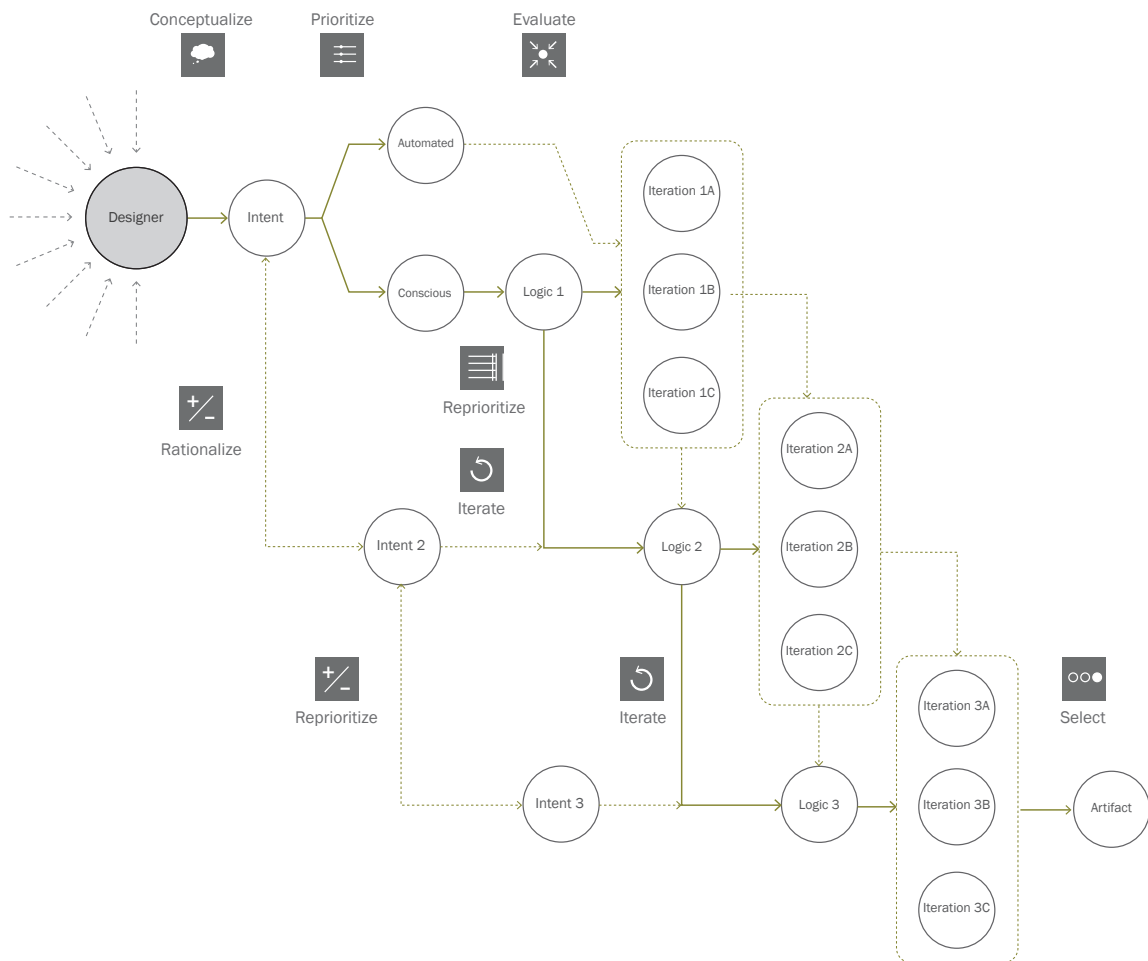 Conceptualize
Prioritize
Evaluate
Automated
Iteration 1A
Designer
Intent
Conscious
Logic 1
Iteration 1B
Reprioritize
Iteration 1C
Rationalize
Iterate
Iteration 2A
Intent 2
Logic 2
Iteration 2B
Iteration 2C
Reprioritize
Iterate
Iteration 3A
Select
Intent 3
Logic 3
Iteration 3B
Artifact
Iteration 3C